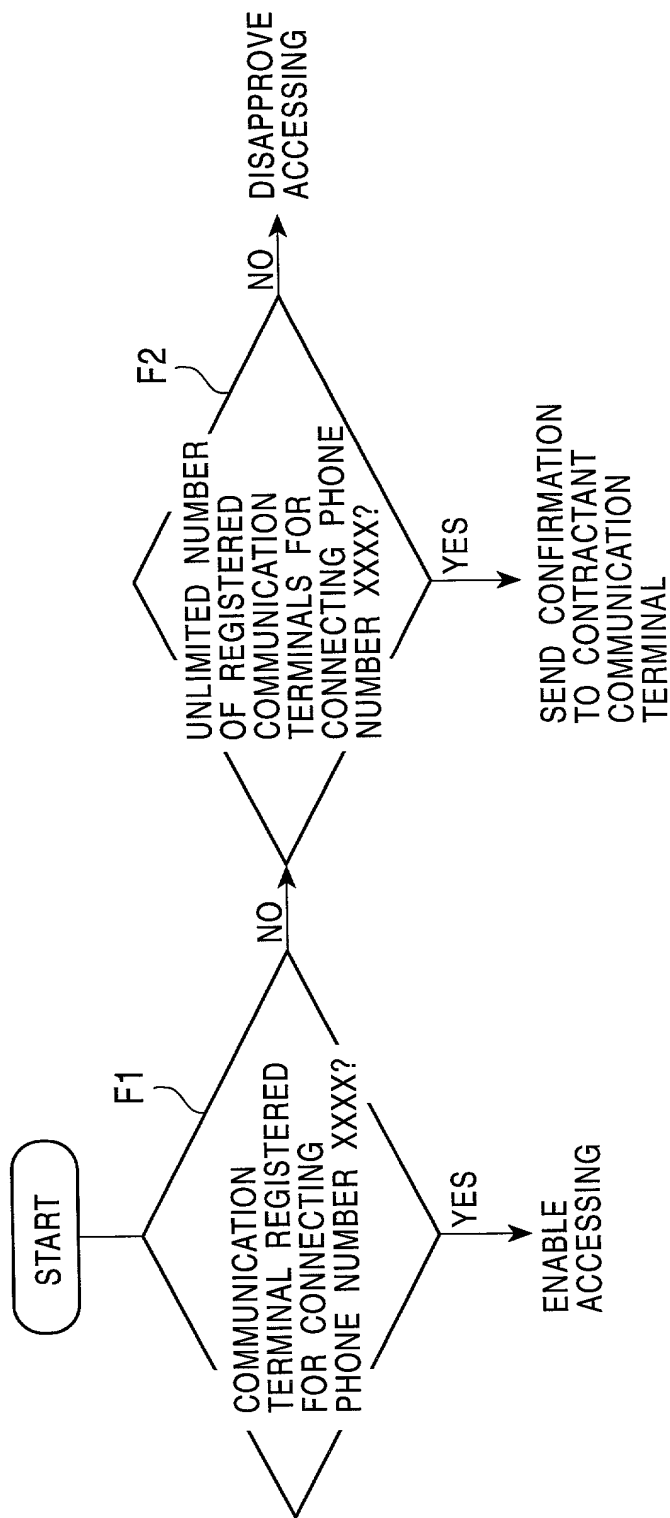 START
F1
COMMUNICATION
TERMINAL REGISTERED
FOR CONNECTING
PHONE NUMBER XXXX?
YES
ENABLE
ACCESSING
NO
F2
UNLIMITED NUMBER
OF REGISTERED
COMMUNICATION
TERMINALS FOR
CONNECTING PHONE
NUMBER XXXX?
YES
SEND CONFIRMATION
TO CONTRACTANT
COMMUNICATION
TERMINAL
NO
DISAPPROVE
ACCESSING